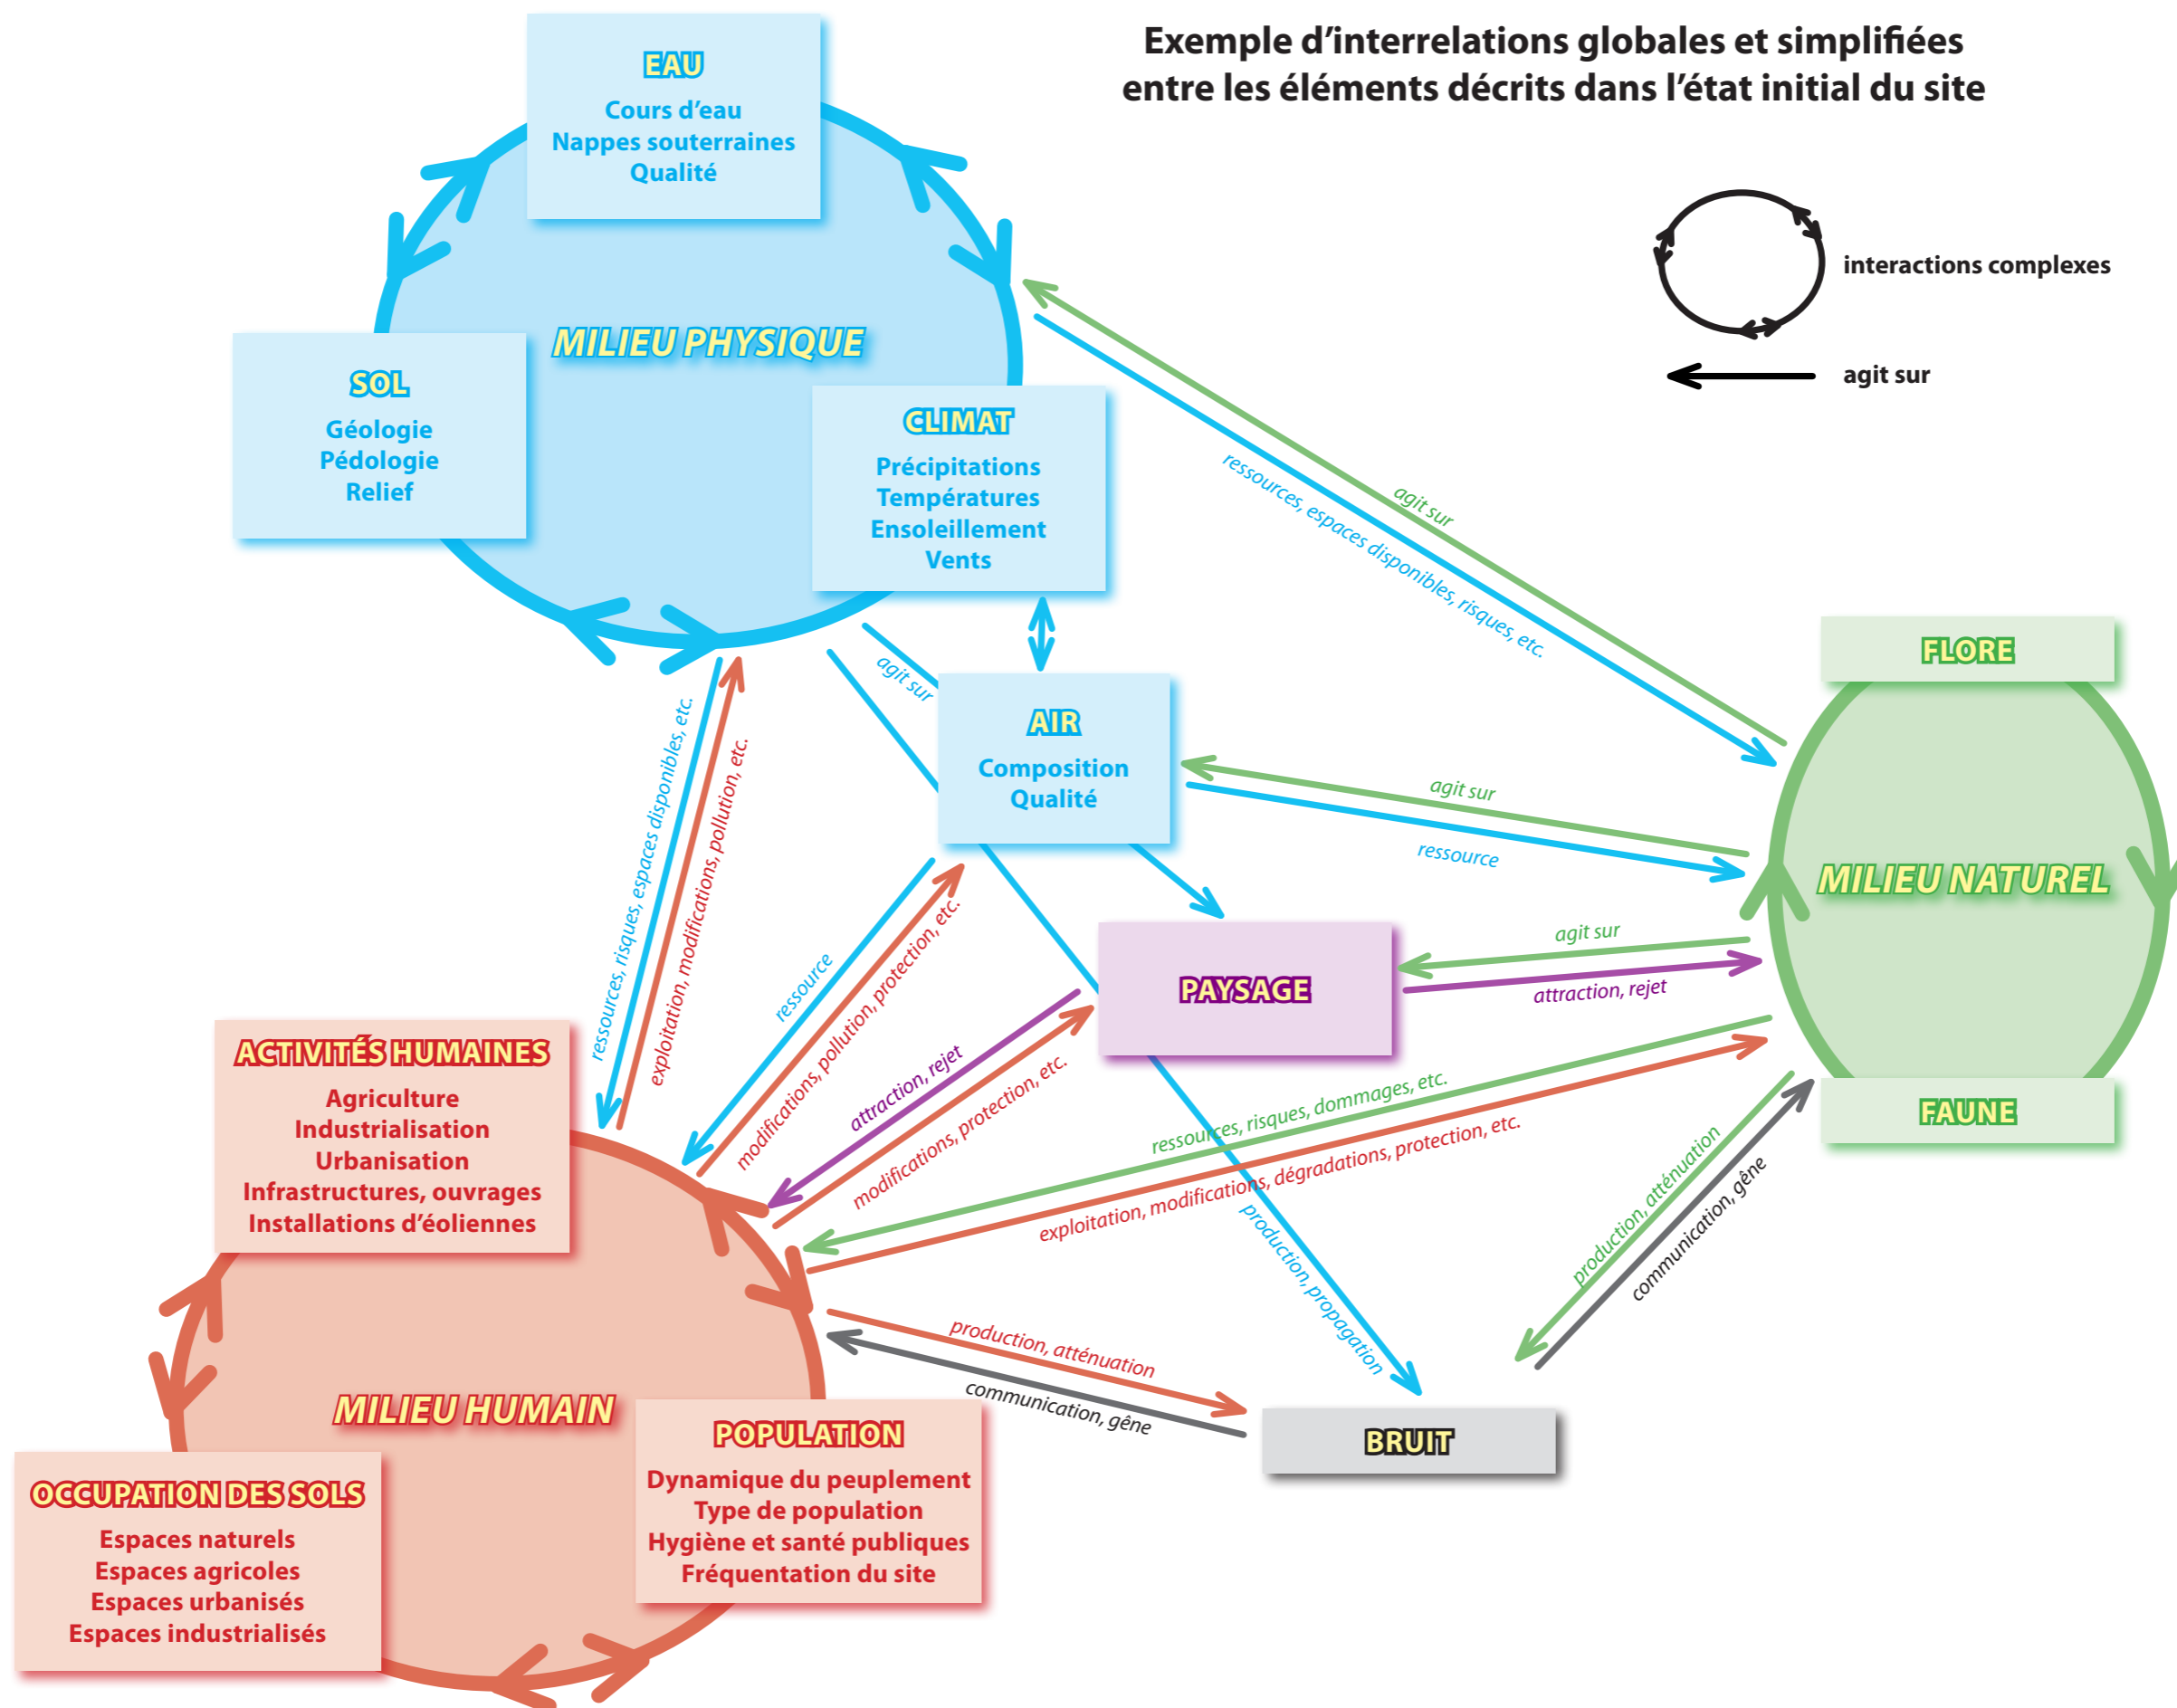 Exemple d'interrelations globales et simplifiées
entre les éléments décrits dans l'état initial du site
interactions complexes
agit sur
EAU
Cours d'eau
Nappes souterraines
Qualité
MILIEU PHYSIQUE
SOL
Géologie
Pédologie
Relief
CLIMAT
Précipitations
Températures
Ensoleillement
Vents
agit sur
ressources, espaces disponibles, risques, etc.
agit sur
AIR
Composition
Qualité
FLORE
MILIEU NATUREL
FAUNE
agit sur
ressource
ressources, risques, espaces disponibles, etc.
exploitation, modifications, pollution, etc.
ressource
modifications, pollution, protection, etc.
PAYSAGE
agit sur
attraction, rejet
attraction, rejet
modifications, protection, etc.
ressources, risques, dommages, etc.
exploitation, modifications, dégradations, protection, etc.
production, propagation
production, atténuation
communication, gêne
ACTIVITÉS HUMAINES
Agriculture
Industrialisation
Urbanisation
Infrastructures, ouvrages
Installations d'éoliennes
production, atténuation
communication, gêne
BRUIT
MILIEU HUMAIN
POPULATION
Dynamique du peuplement
Type de population
Hygiène et santé publiques
Fréquentation du site
OCCUPATION DES SOLS
Espaces naturels
Espaces agricoles
Espaces urbanisés
Espaces industrialisés